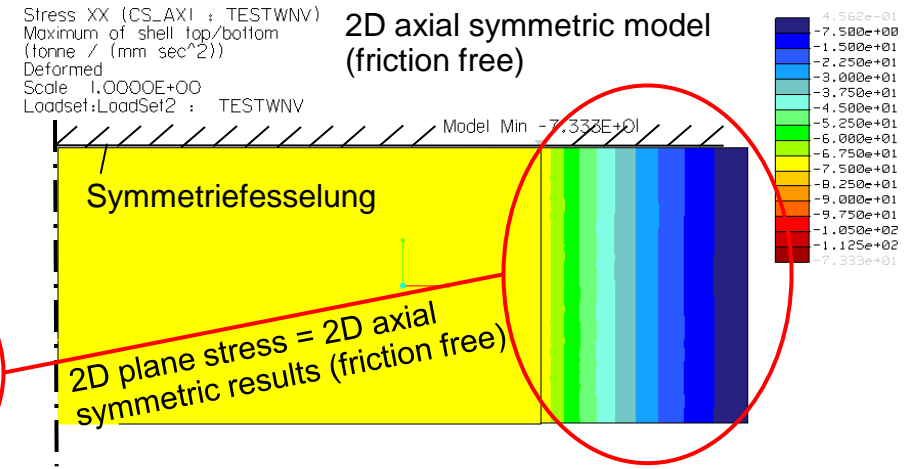 Stress XX (CS_AXI : TESTWNV)
Maximum of shell top/bottom
(tonne / (mm sec^2))
Deformed
Scale 1.0000E+00
Loadset:LoadSet2 : TESTWNV
2D axial symmetric model
(friction free)
Model Min -7.333E+01
Symmetriefesselung
2D plane stress = 2D axial
symmetric results (friction free)
4.562e-01
-7.500e+00
-1.500e+01
-2.250e+01
-3.000e+01
-3.750e+01
-4.500e+01
-5.250e+01
-6.000e+01
-6.750e+01
-7.500e+01
-8.250e+01
-9.000e+01
-9.750e+01
-1.050e+02
-1.125e+02
-7.333e+01